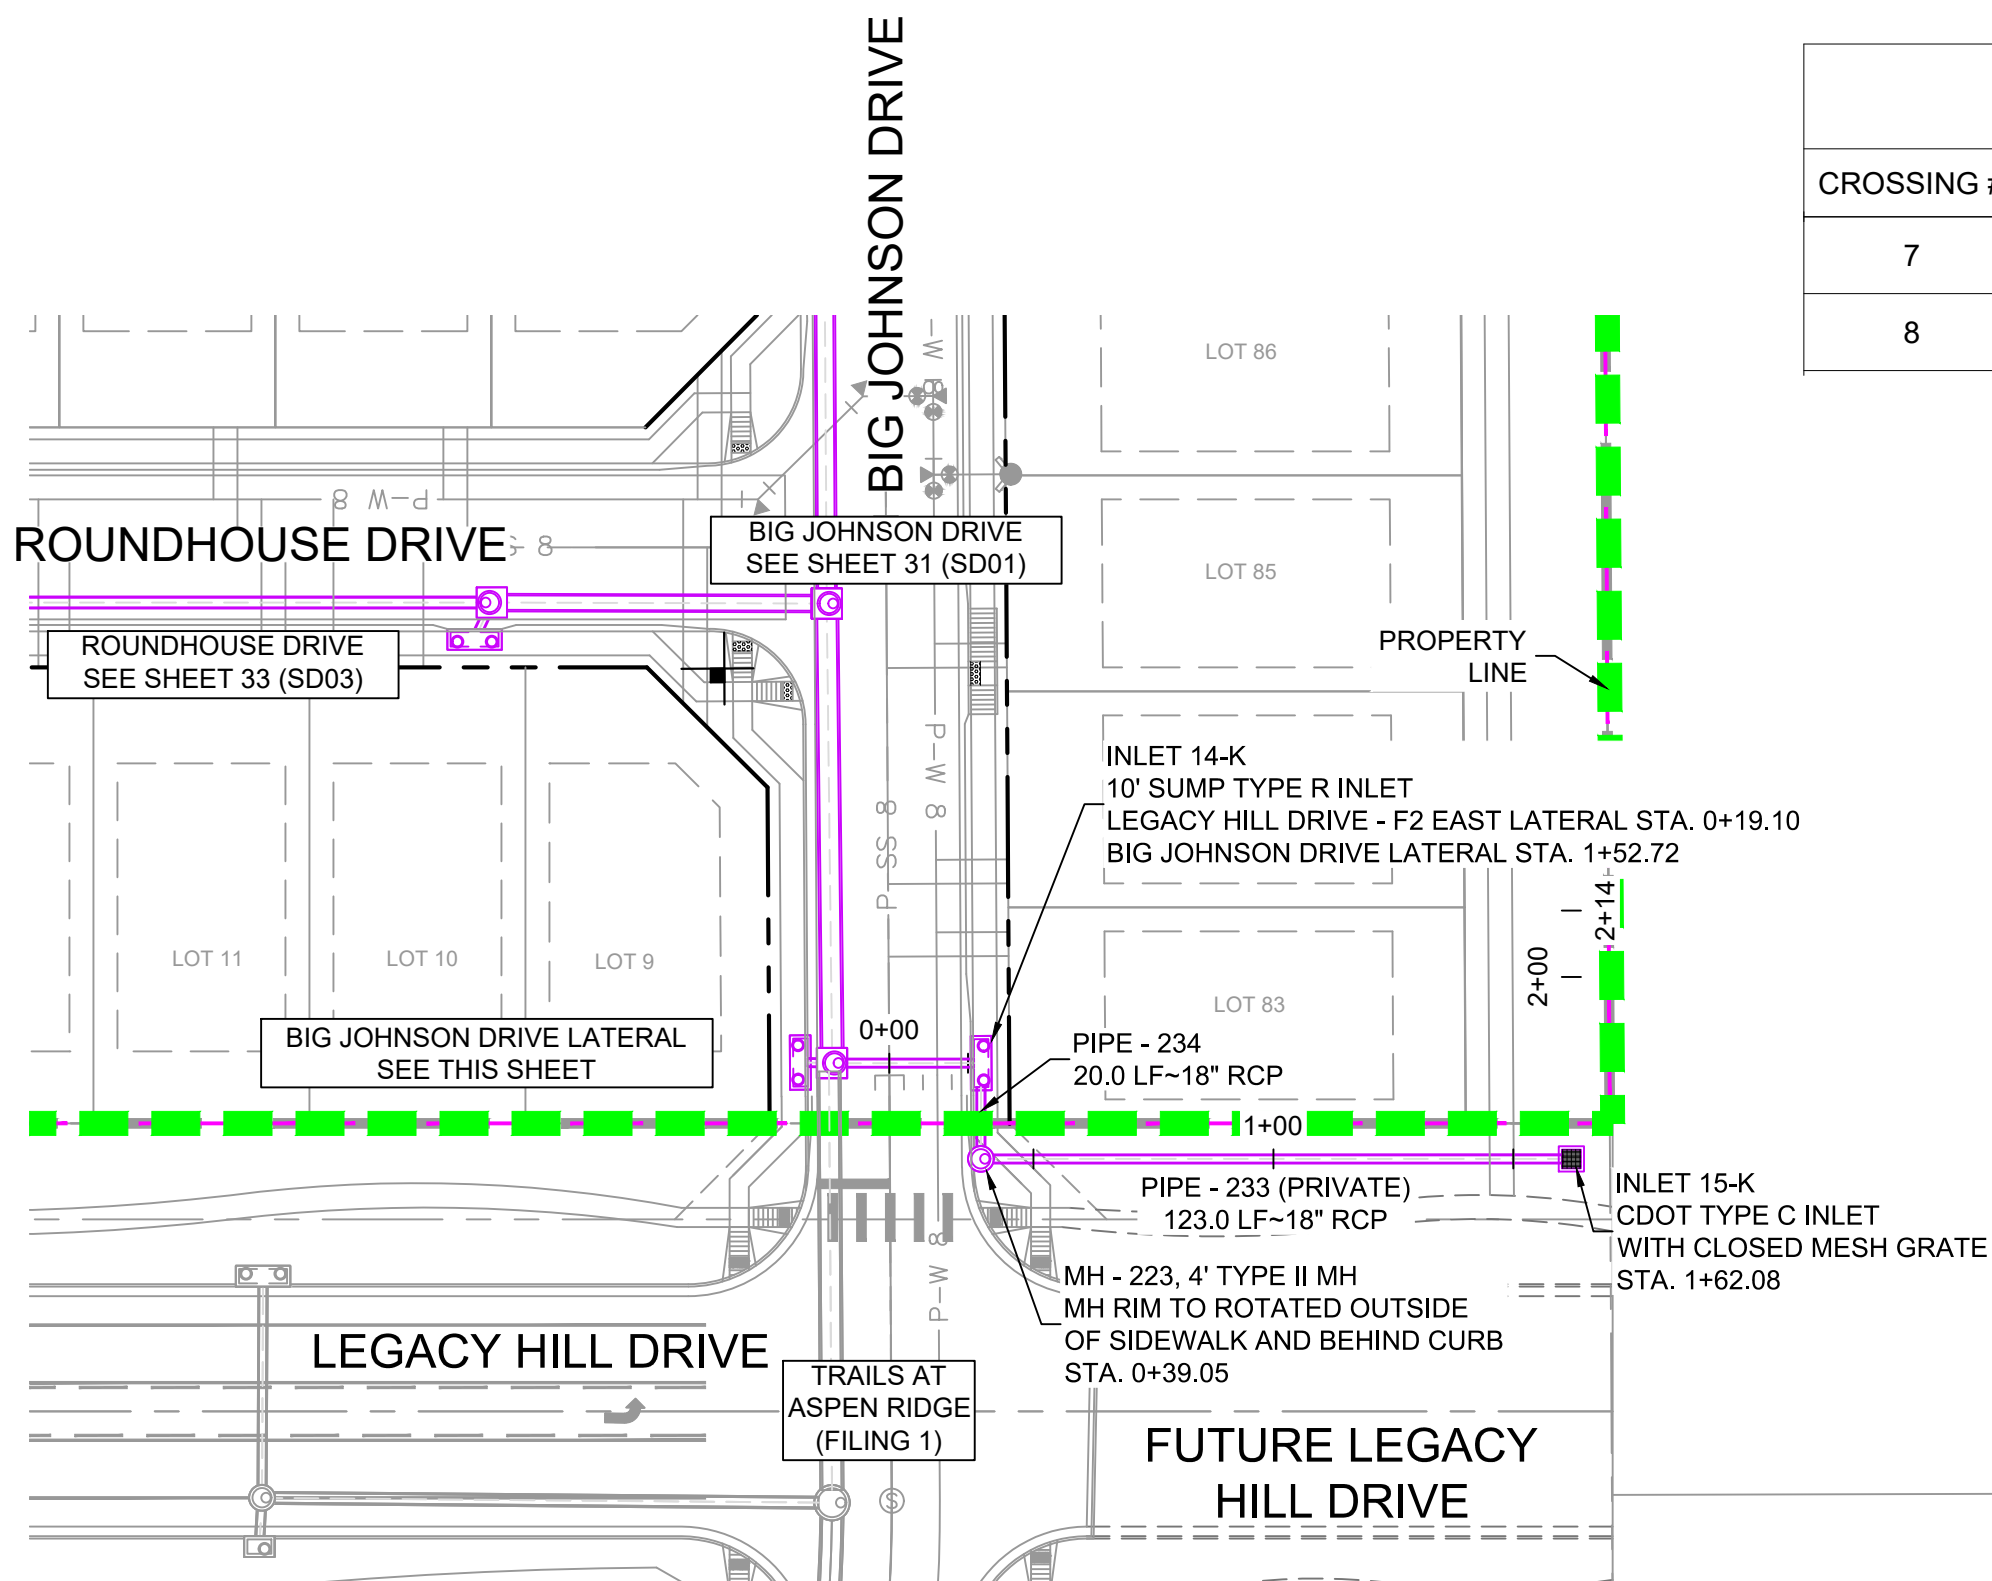 BIG JOHNSON DRIVE
CROSSING #
7
8
LOT 86
P-W 8
ROUNDHOUSE DRIVE
BIG JOHNSON DRIVE
SEE SHEET 31 (SD01)
LOT 85
ROUNDHOUSE DRIVE
SEE SHEET 33 (SD03)
PROPERTY
LINE
P-W 8
P SS 8
INLET 14-K
10' SUMP TYPE R INLET
LEGACY HILL DRIVE - F2 EAST LATERAL STA. 0+19.10
BIG JOHNSON DRIVE LATERAL STA. 1+52.72
2+14
2+00
LOT 11
LOT 10
LOT 9
LOT 83
BIG JOHNSON DRIVE LATERAL
SEE THIS SHEET
0+00
PIPE - 234
20.0 LF~18" RCP
1+00
PIPE - 233 (PRIVATE)
123.0 LF~18" RCP
INLET 15-K
CDOT TYPE C INLET
WITH CLOSED MESH GRATE
STA. 1+62.08
P-W 8
MH - 223, 4' TYPE II MH
MH RIM TO ROTATED OUTSIDE
OF SIDEWALK AND BEHIND CURB
STA. 0+39.05
LEGACY HILL DRIVE
TRAILS AT
ASPEN RIDGE
(FILING 1)
FUTURE LEGACY
HILL DRIVE
S